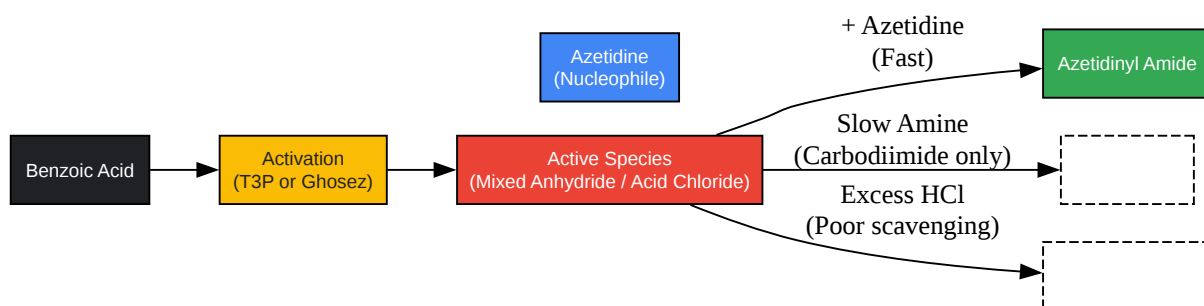 Benzoic Acid
Activation
(T3P or Ghosez)
Active Species
(Mixed Anhydride / Acid Chloride)
Azetidine
(Nucleophile)
+ Azetidine
(Fast)
Azetidinyl Amide
Slow Amine
(Carbodiimide only)
Excess HCl
(Poor scavenging)